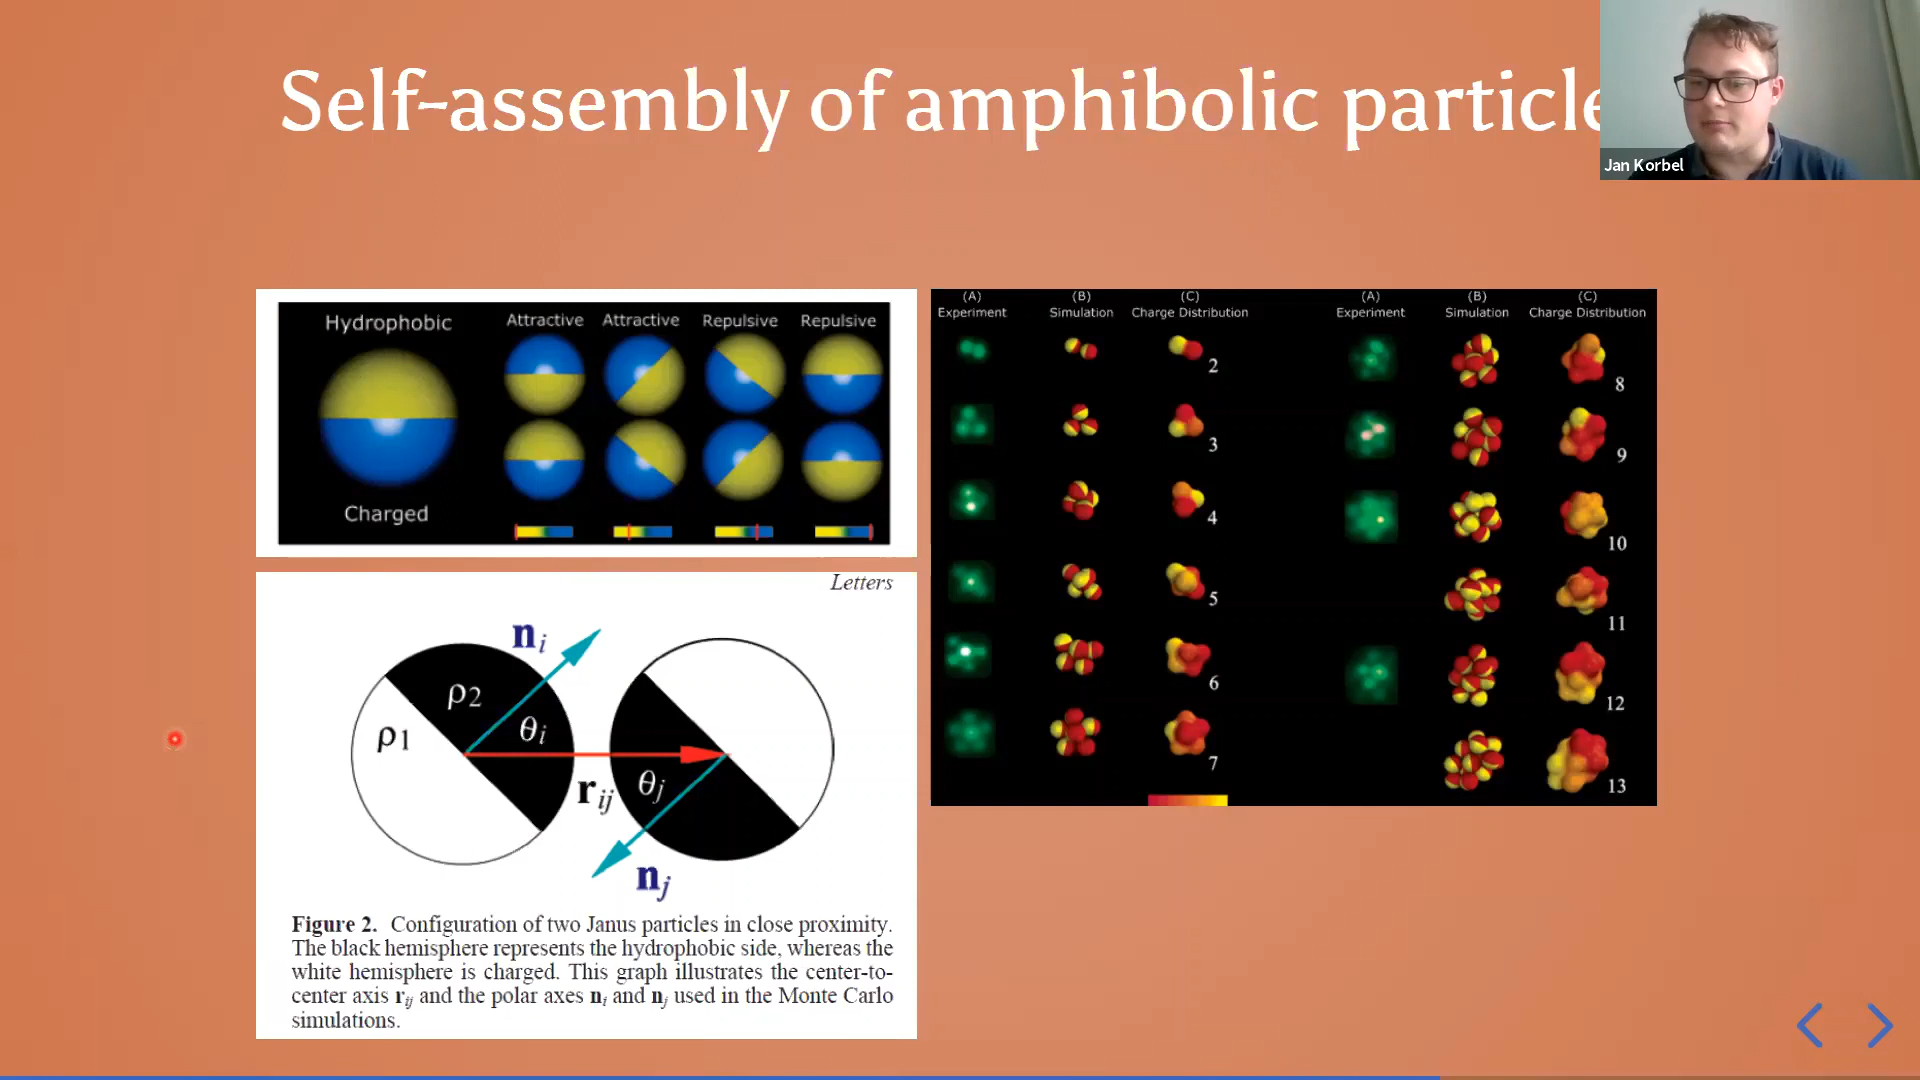 Self-assembly of amphibolic particle
Jan Korbel
Hydrophobic
Charged
Attractive Attractive Repulsive Repulsive
Letters
n_i
ρ2
θ_i
ρ1
r_ij
θ_j
n_j
Figure 2. Configuration of two Janus particles in close proximity.
The black hemisphere represents the hydrophobic side, whereas the
white hemisphere is charged. This graph illustrates the center-to-
center axis r_ij and the polar axes n_i and n_j used in the Monte Carlo
simulations.
(A) (B) (C)
Experiment Simulation Charge Distribution
2
3
4
5
6
7
(A) (B) (C)
Experiment Simulation Charge Distribution
8
9
10
11
12
13